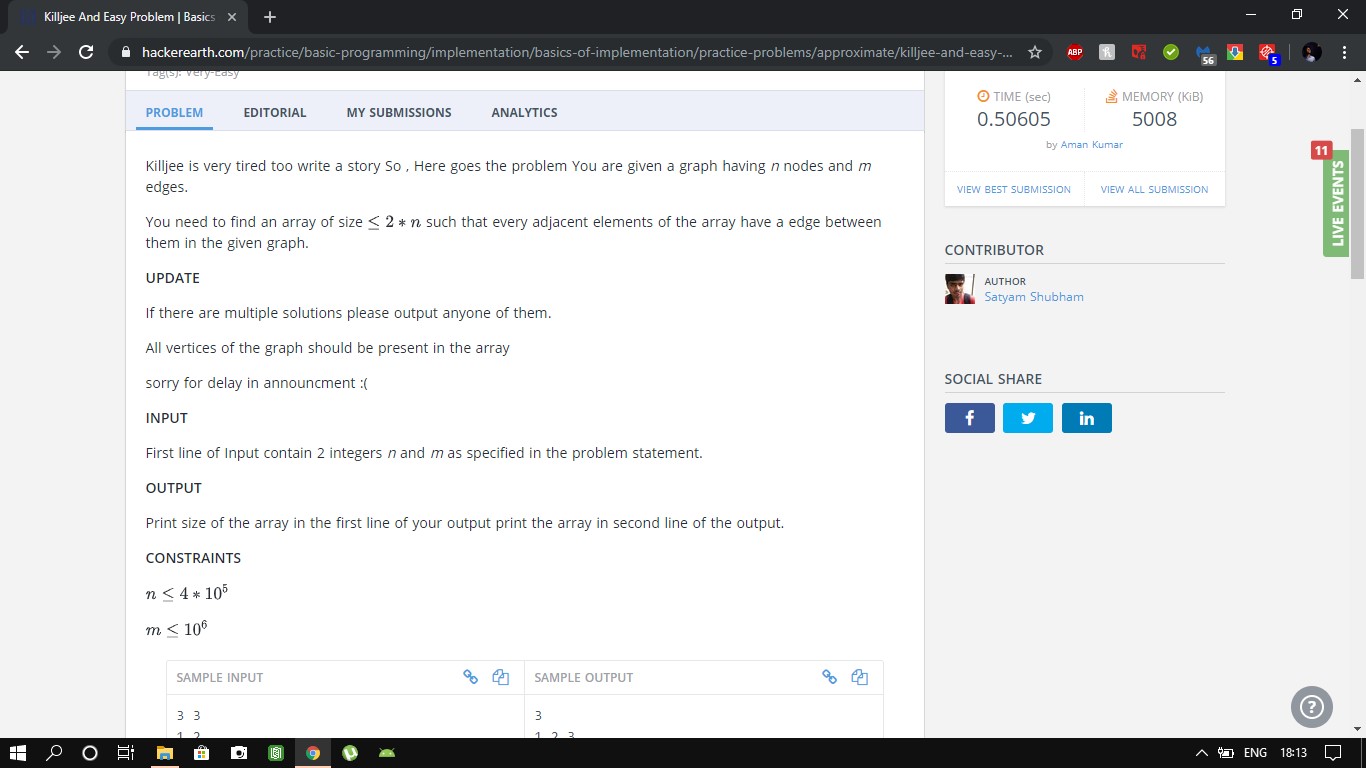 Killjee And Easy Problem | Basics
hackerearth.com/practice/basic-programming/implementation/basics-of-implementation/practice-problems/approximate/killjee-and-easy-...
ABP
56
5
Tag(s): Very-Easy
PROBLEM EDITORIAL MY SUBMISSIONS ANALYTICS
Killjee is very tired too write a story So , Here goes the problem You are given a graph having n nodes and m
edges.
You need to find an array of size ≤ 2 ∗ n such that every adjacent elements of the array have a edge between
them in the given graph.
UPDATE
If there are multiple solutions please output anyone of them.
All vertices of the graph should be present in the array
sorry for delay in announcment :(
INPUT
First line of Input contain 2 integers n and m as specified in the problem statement.
OUTPUT
Print size of the array in the first line of your output print the array in second line of the output.
CONSTRAINTS
n ≤ 4 ∗ 10⁵
m ≤ 10⁶
SAMPLE INPUT SAMPLE OUTPUT
3 3 3
1 2 1 2 3
TIME (sec) MEMORY (KiB)
0.50605 5008
by Aman Kumar
VIEW BEST SUBMISSION VIEW ALL SUBMISSION
CONTRIBUTOR
AUTHOR
Satyam Shubham
SOCIAL SHARE
f in
11
LIVE EVENTS
?
ENG 18:13